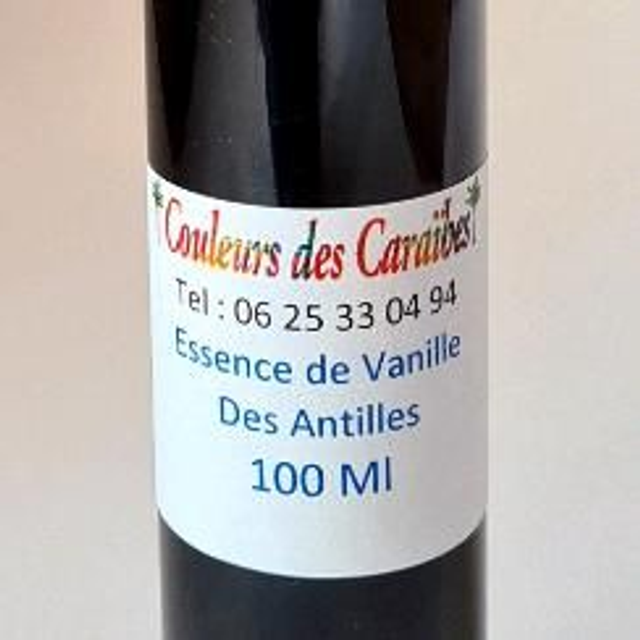 Couleurs des Caraïbes
Tel : 06 25 33 04 94
Essence de Vanille
Des Antilles
100 Ml